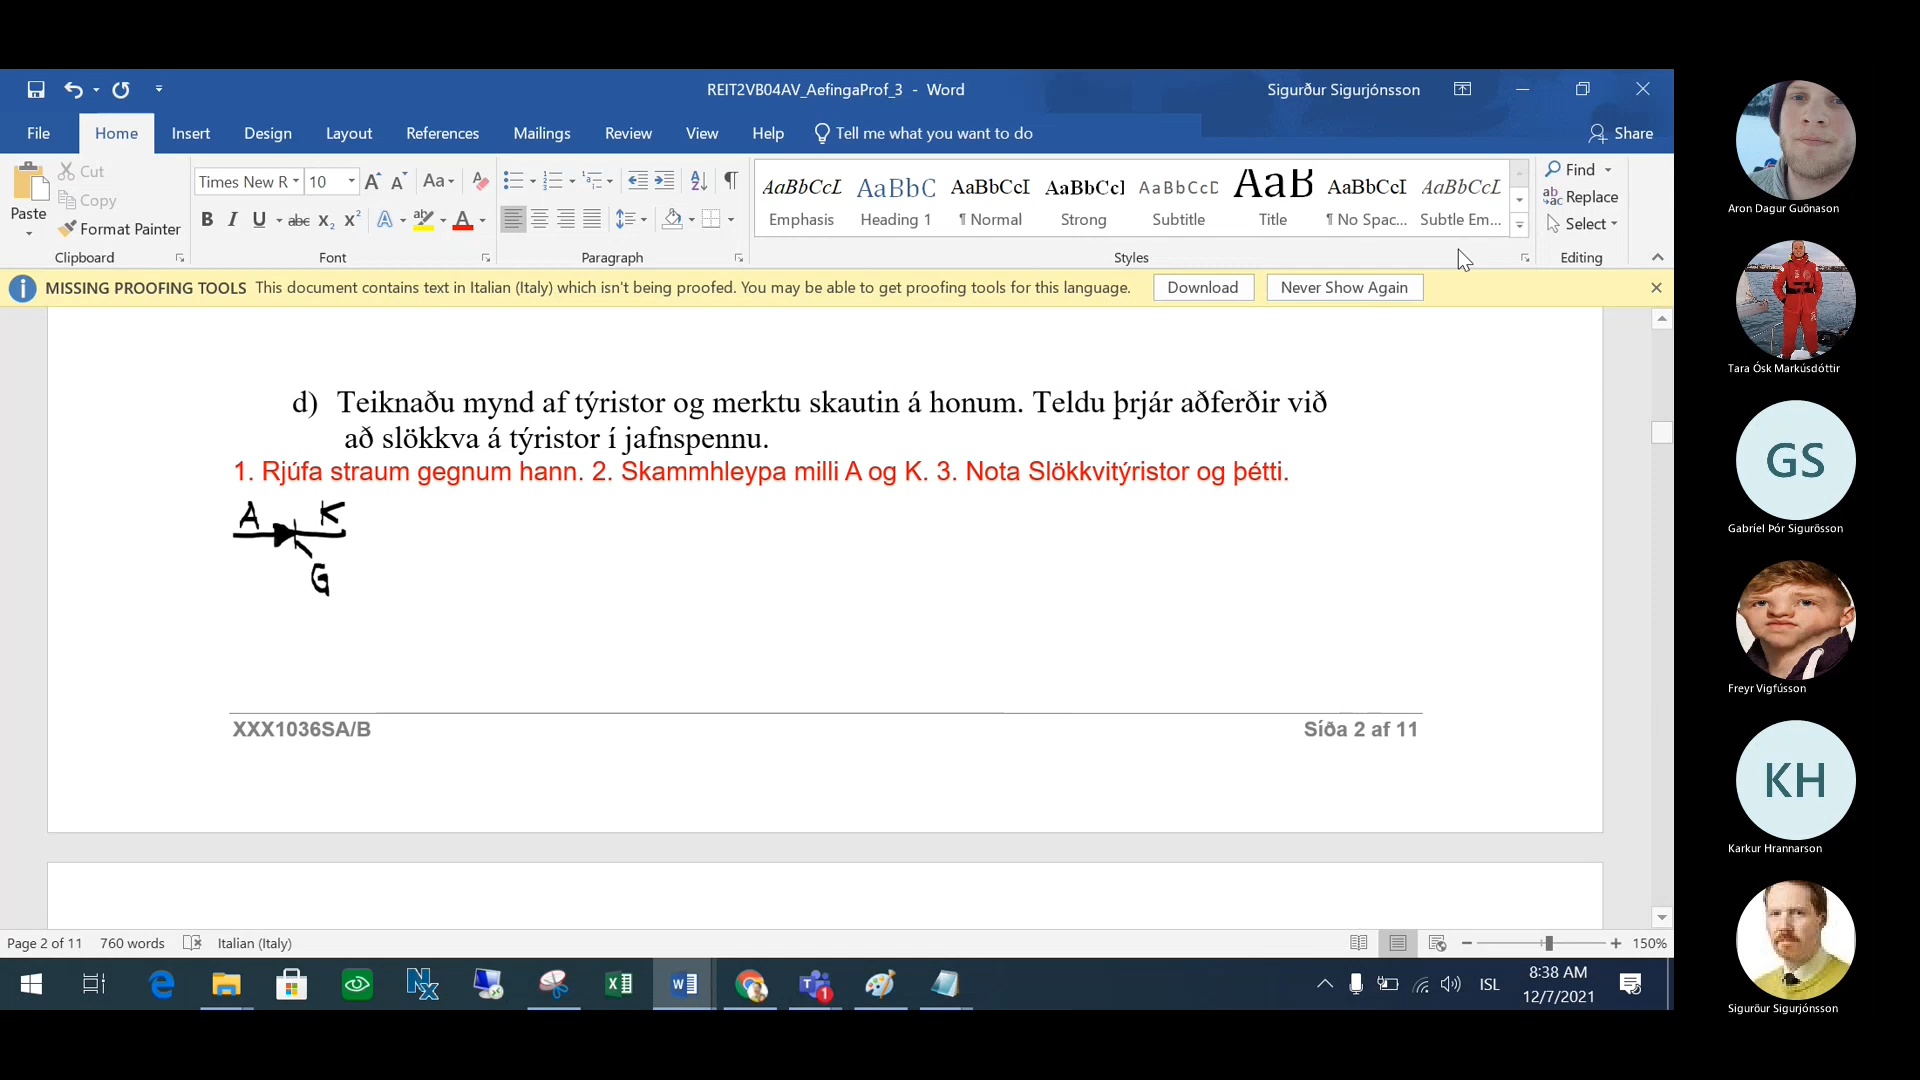 REIT2VB04AV_AefingaProf_3 - Word
Sigurður Sigurjónsson
File Home Insert Design Layout References Mailings Review View Help Tell me what you want to do Share
Paste
Cut
Copy
Format Painter
Clipboard
Times New R 10
Aa
B I U abc X₂ X² A A
Font
Paragraph
AaBbCcL AaBbC AaBbCcI AaBbCcI AaBbCcD AaB AaBbCcI AaBbCcL
Emphasis Heading 1 ¶ Normal Strong Subtitle Title ¶ No Spac... Subtle Em...
Styles
Find
Replace
Select
Editing
MISSING PROOFING TOOLS This document contains text in Italian (Italy) which isn't being proofed. You may be able to get proofing tools for this language. Download Never Show Again
d) Teiknaðu mynd af týristor og merktu skautin á honum. Teldu þrjár aðferðir við
að slökkva á týristor í jafnspennu.
1. Rjúfa straum gegnum hann. 2. Skammhleypa milli A og K. 3. Nota Slökkvitýristor og þétti.
A K
G
XXX1036SA/B Síða 2 af 11
Page 2 of 11 760 words Italian (Italy) 150%
ISL
8:38 AM
12/7/2021
Aron Dagur Guðnason
Tara Ósk Markúsdóttir
GS
Gabríel Þór Sigurðsson
Freyr Vigfússon
KH
Karkur Hrannarson
Sigurður Sigurjónsson